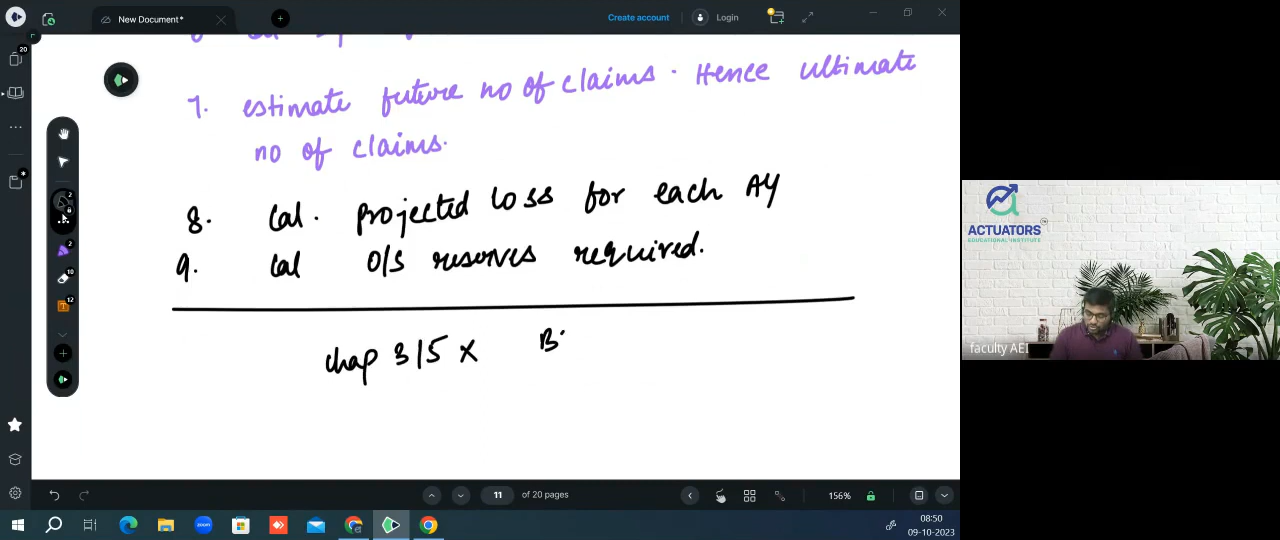 New Document*
Create account
Login
7. estimate future no of claims. Hence ultimate
no of claims.
8. Cal. Projected loss for each AY
9. Cal O/S reserves required.
chap 3/5 X B
ACTUATORS
EDUCATIONAL INSTITUTE
faculty AEI
11 of 20 pages
156%
08:50
09-10-2023
zoom